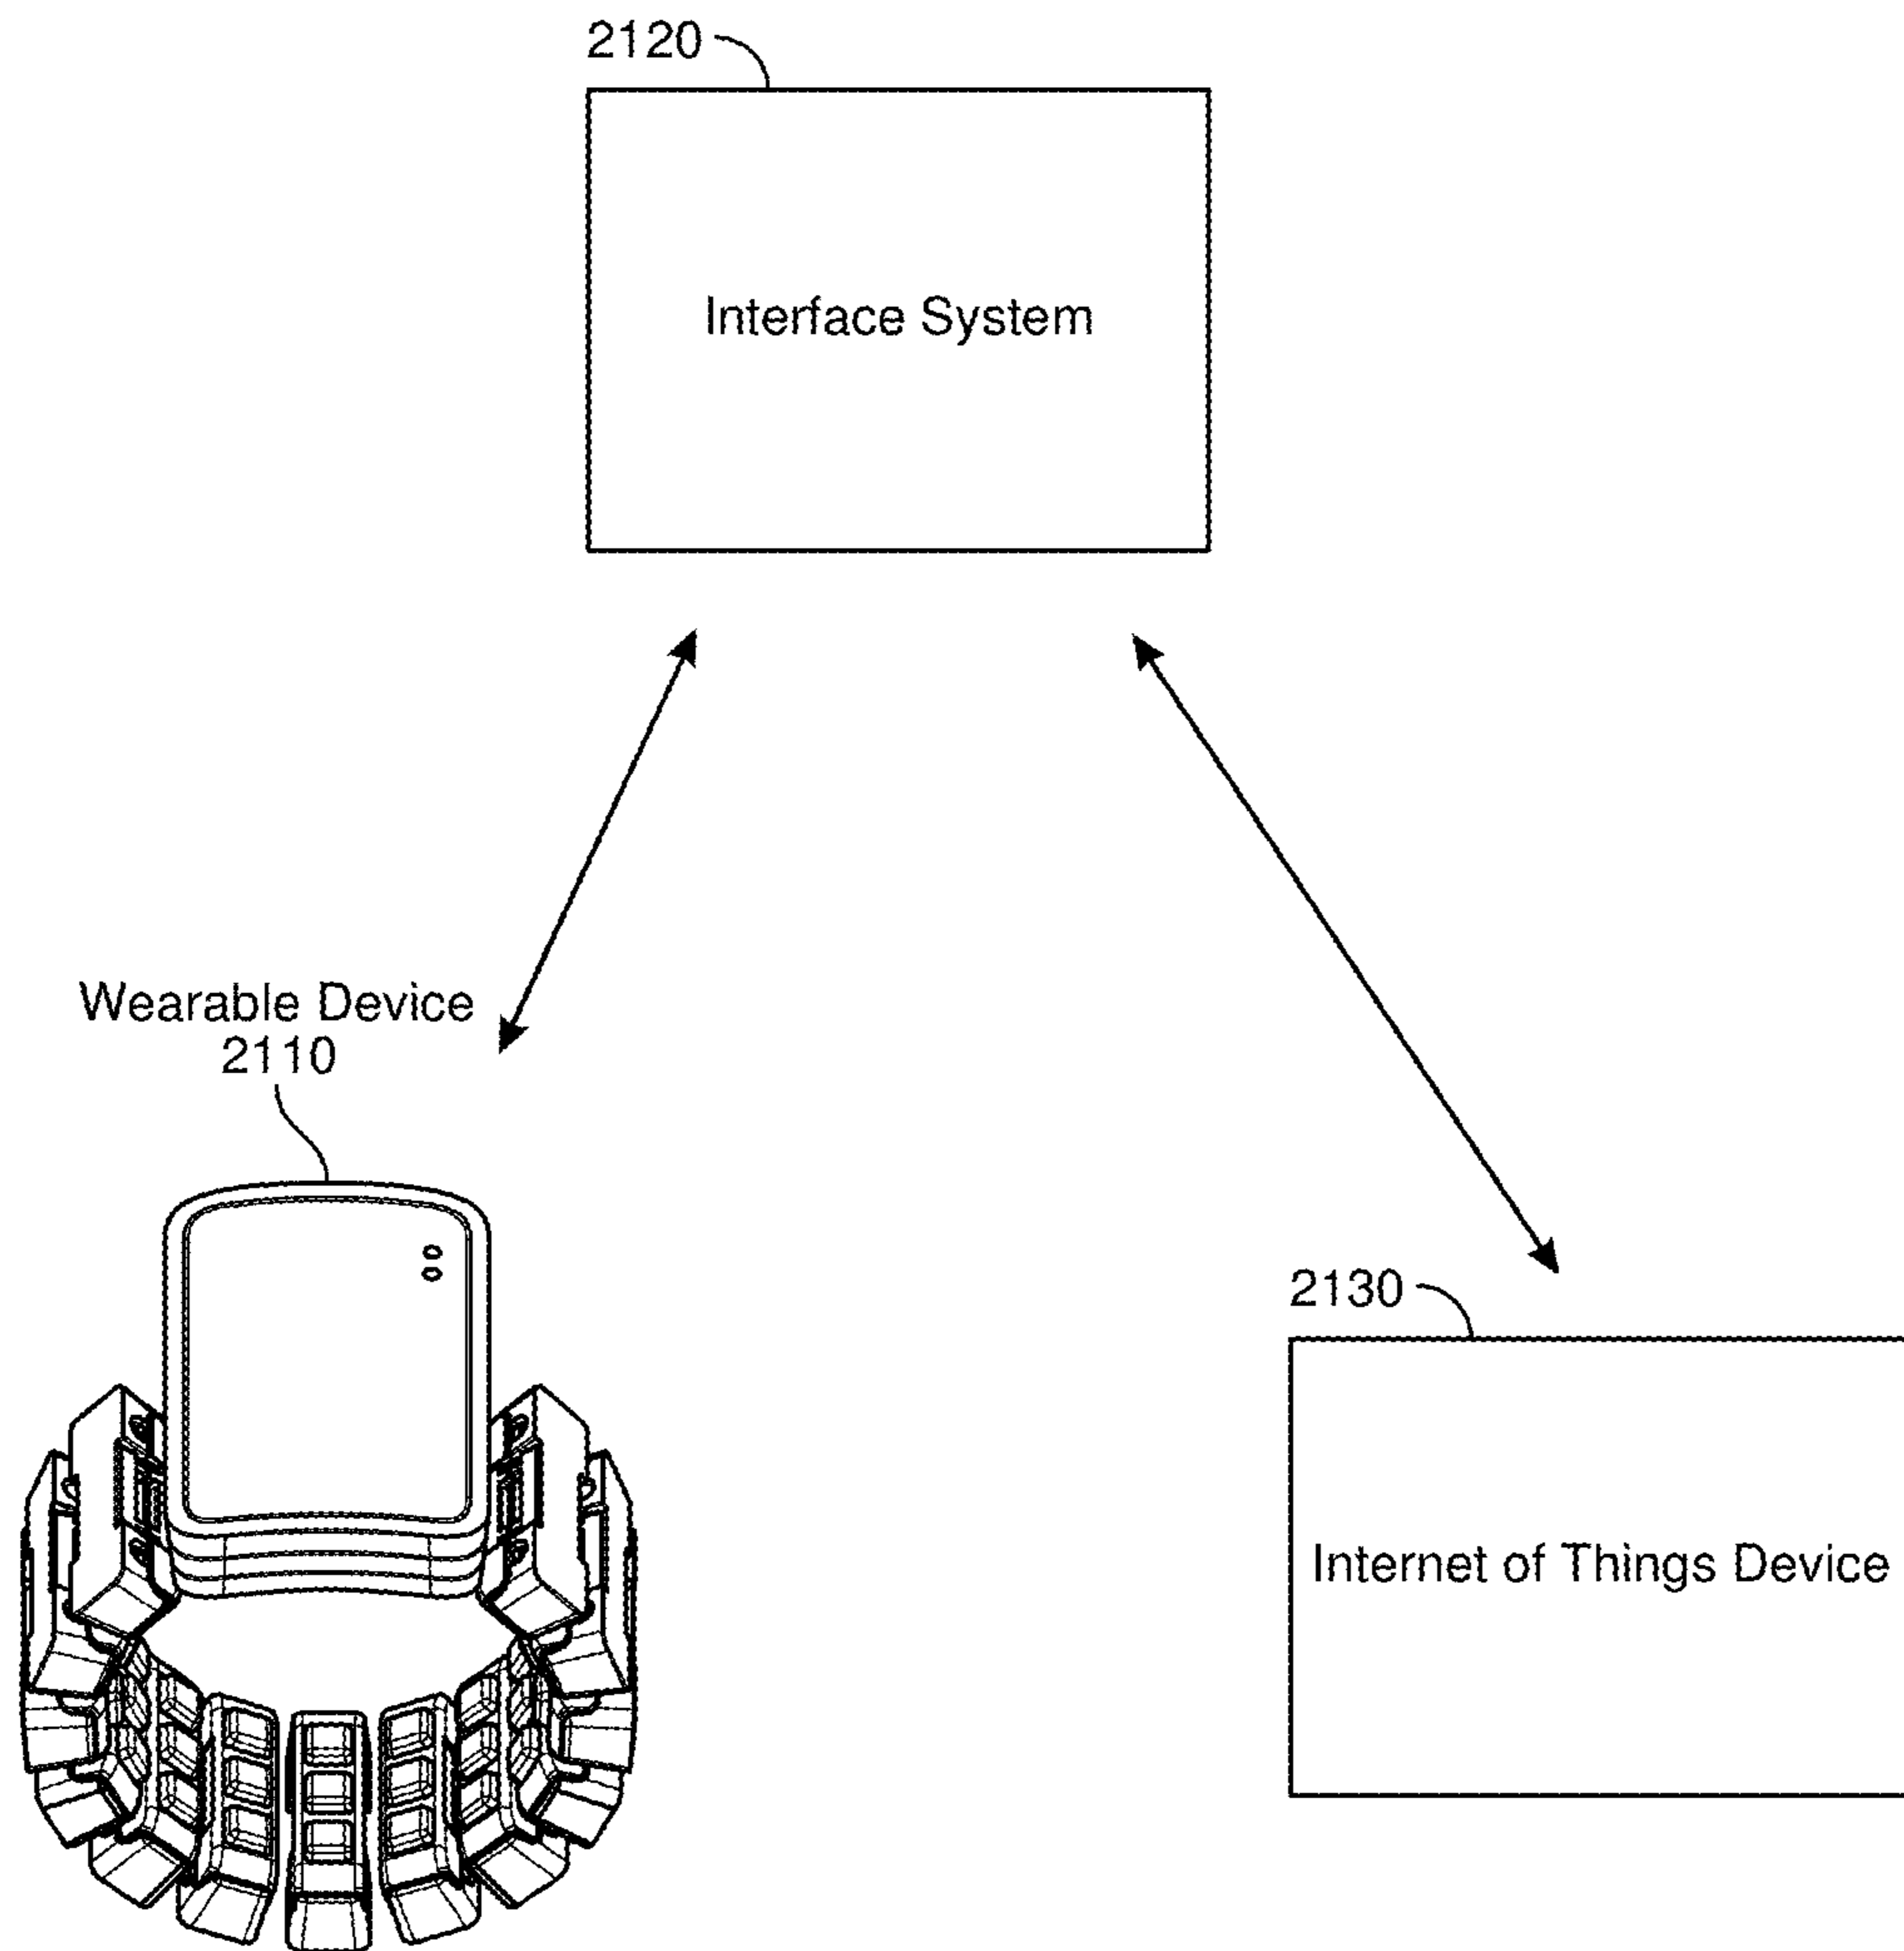 2120
Interface System
Wearable Device
2110
2130
Internet of Things Device